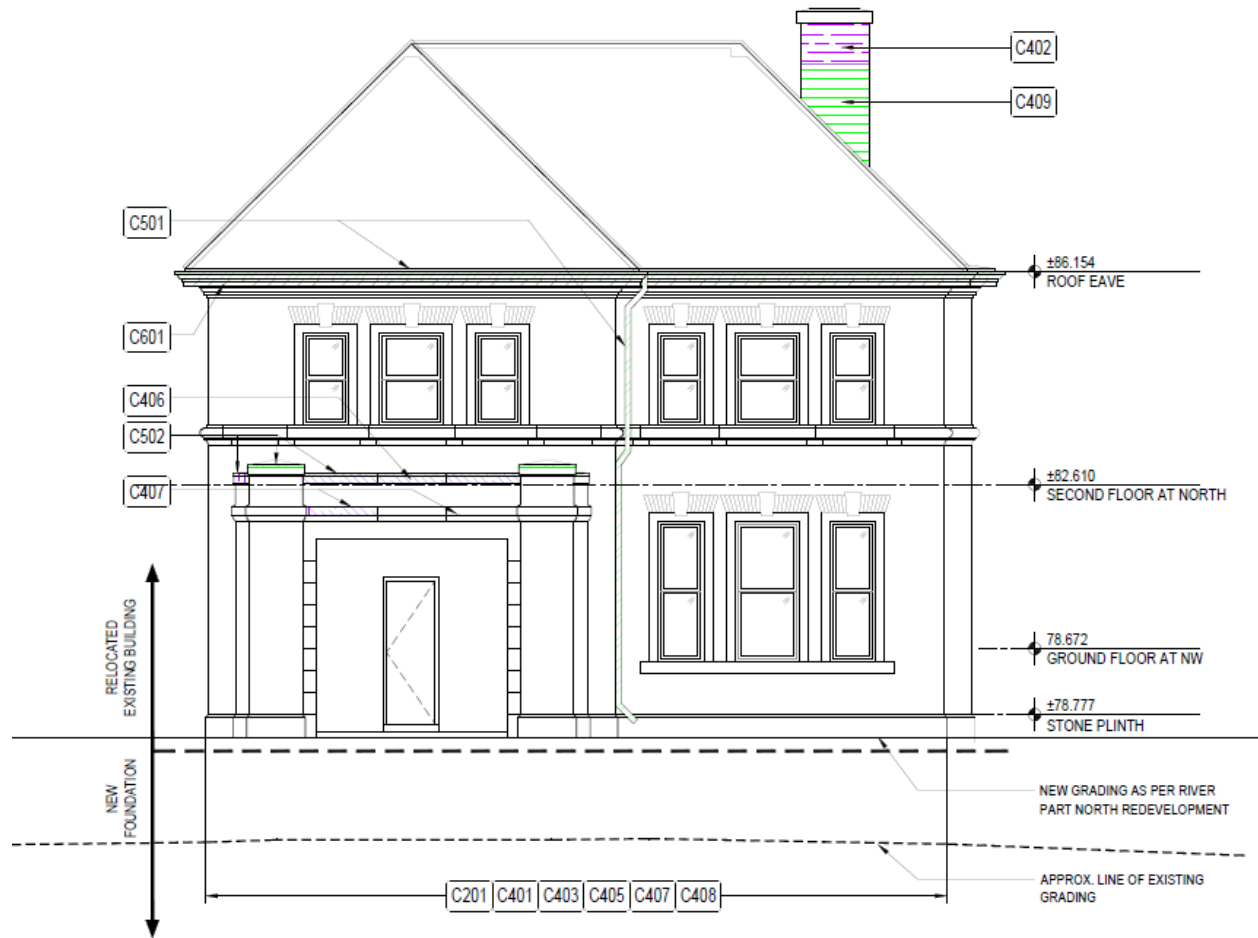 C402
C409
C501
±86.154
ROOF EAVE
C601
C406
C502
C407
±82.610
SECOND FLOOR AT NORTH
RELOCATED
EXISTING BUILDING
78.672
GROUND FLOOR AT NW
±78.777
STONE PLINTH
NEW
FOUNDATION
NEW GRADING AS PER RIVER
PART NORTH REDEVELOPMENT
APPROX. LINE OF EXISTING
GRADING
C201 C401 C403 C405 C407 C408